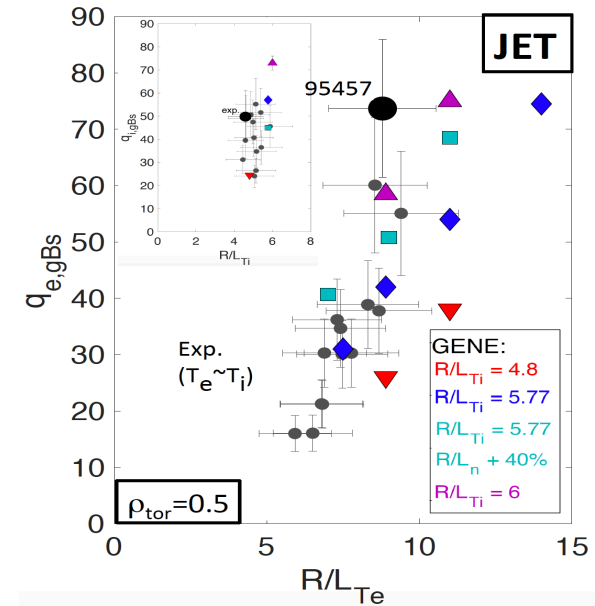 JET
95457
q_e,gBs
90
80
70
60
50
40
30
20
10
0
0
5
10
15
R/L_Te
q_i,gBs
90
80
70
60
50
40
30
20
10
0
0
2
4
6
8
R/L_Ti
exp.
Exp.
(T_e~T_i)
ρ_tor=0.5
GENE:
R/L_Ti = 4.8
R/L_Ti = 5.77
R/L_Ti = 5.77
R/L_n + 40%
R/L_Ti = 6